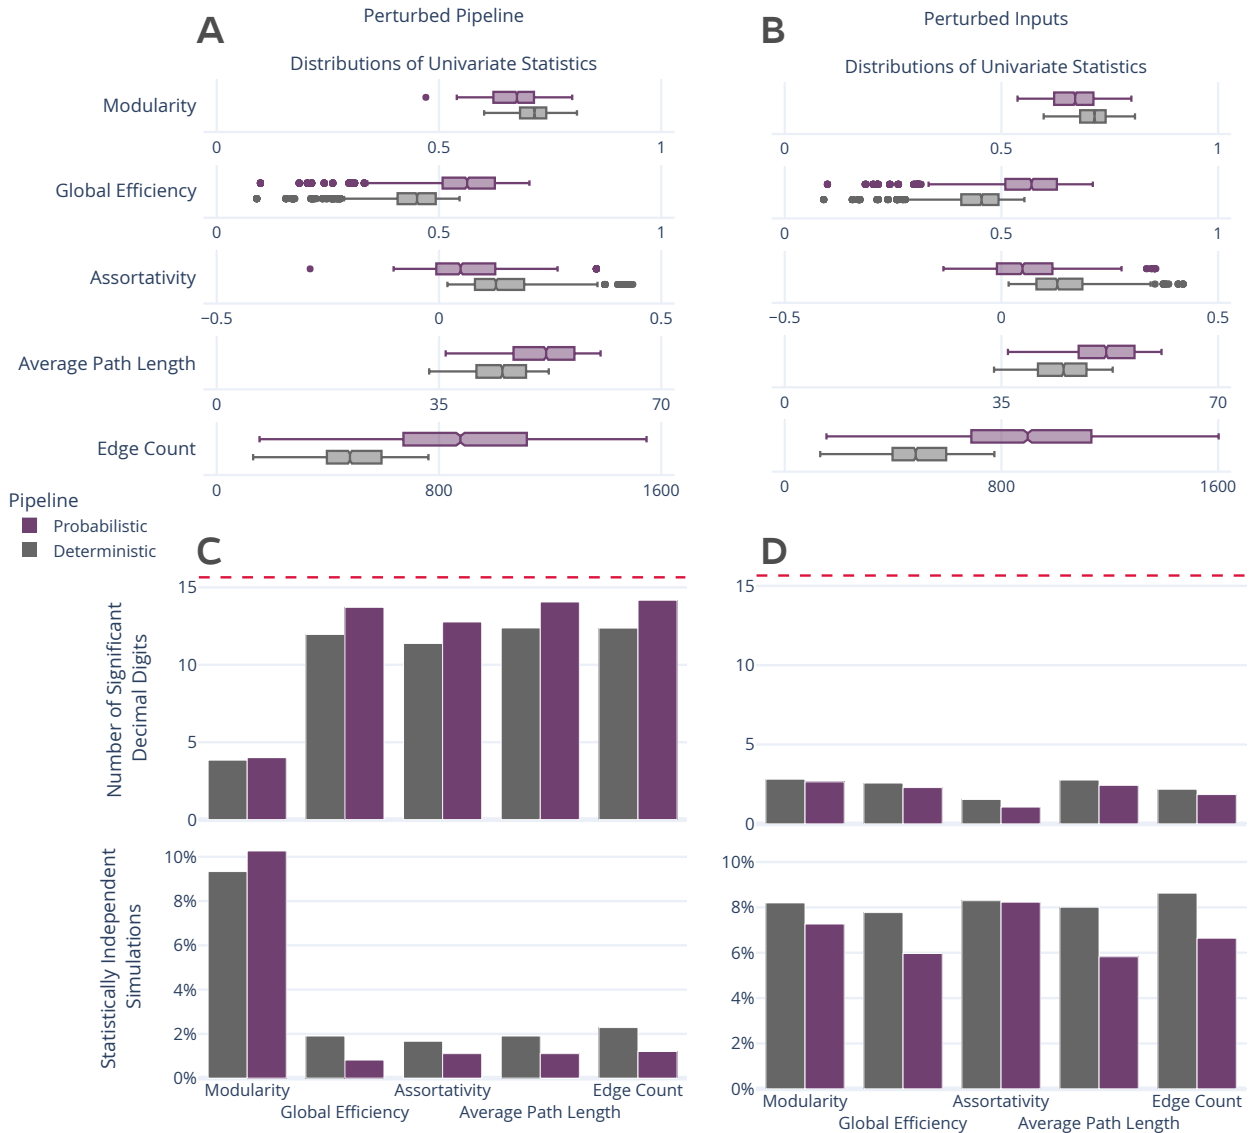 A
Perturbed Pipeline
Distributions of Univariate Statistics
Modularity
0 0.5 1
Global Efficiency
0 0.5 1
Assortativity
−0.5 0 0.5
Average Path Length
0 35 70
Edge Count
0 800 1600
B
Perturbed Inputs
Distributions of Univariate Statistics
0 0.5 1
0 0.5 1
−0.5 0 0.5
0 35 70
0 800 1600
Pipeline
Probabilistic
Deterministic
C
Number of Significant
Decimal Digits
15
10
5
0
Statistically Independent
Simulations
10%
8%
6%
4%
2%
0%
Modularity
Global Efficiency
Assortativity
Average Path Length
Edge Count
D
15
10
5
0
10%
8%
6%
4%
2%
0%
Modularity
Global Efficiency
Assortativity
Average Path Length
Edge Count